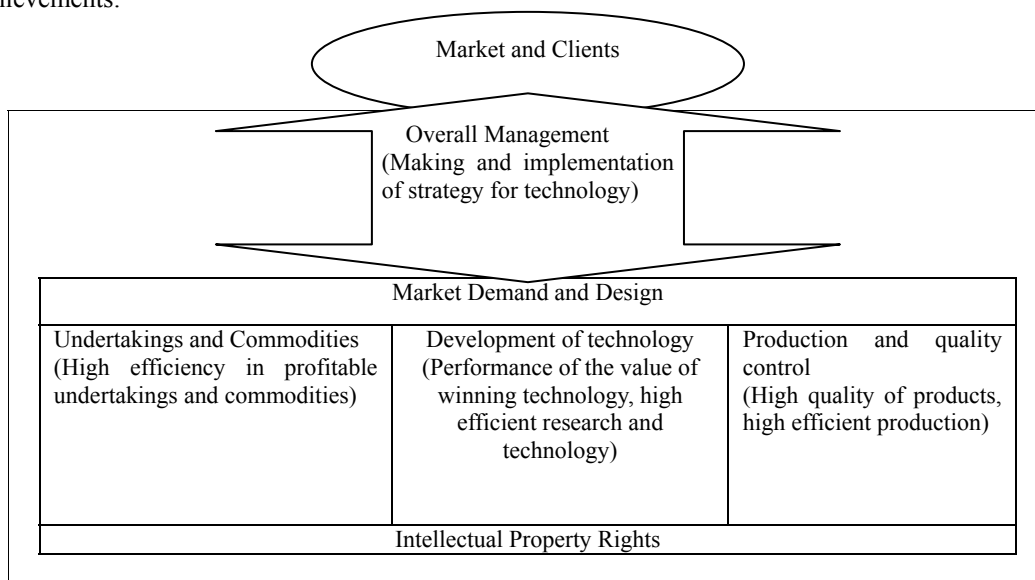 ievements.
Market and Clients
Overall Management
(Making and implementation
of strategy for technology)
Market Demand and Design
Undertakings and Commodities
(High efficiency in profitable
undertakings and commodities)
Development of technology
(Performance of the value of
winning technology, high
efficient research and
technology)
Production and quality
control
(High quality of products,
high efficient production)
Intellectual Property Rights